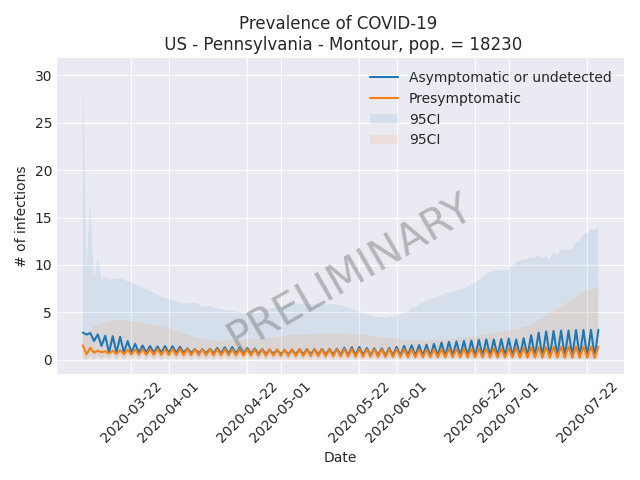 Prevalence of COVID-19
US - Pennsylvania - Montour, pop. = 18230
Asymptomatic or undetected
Presymptomatic
95CI
95CI
PRELIMINARY
# of infections
30
25
20
15
10
5
0
2020-03-22
2020-04-01
2020-04-22
2020-05-01
2020-05-22
2020-06-01
2020-06-22
2020-07-01
2020-07-22
Date